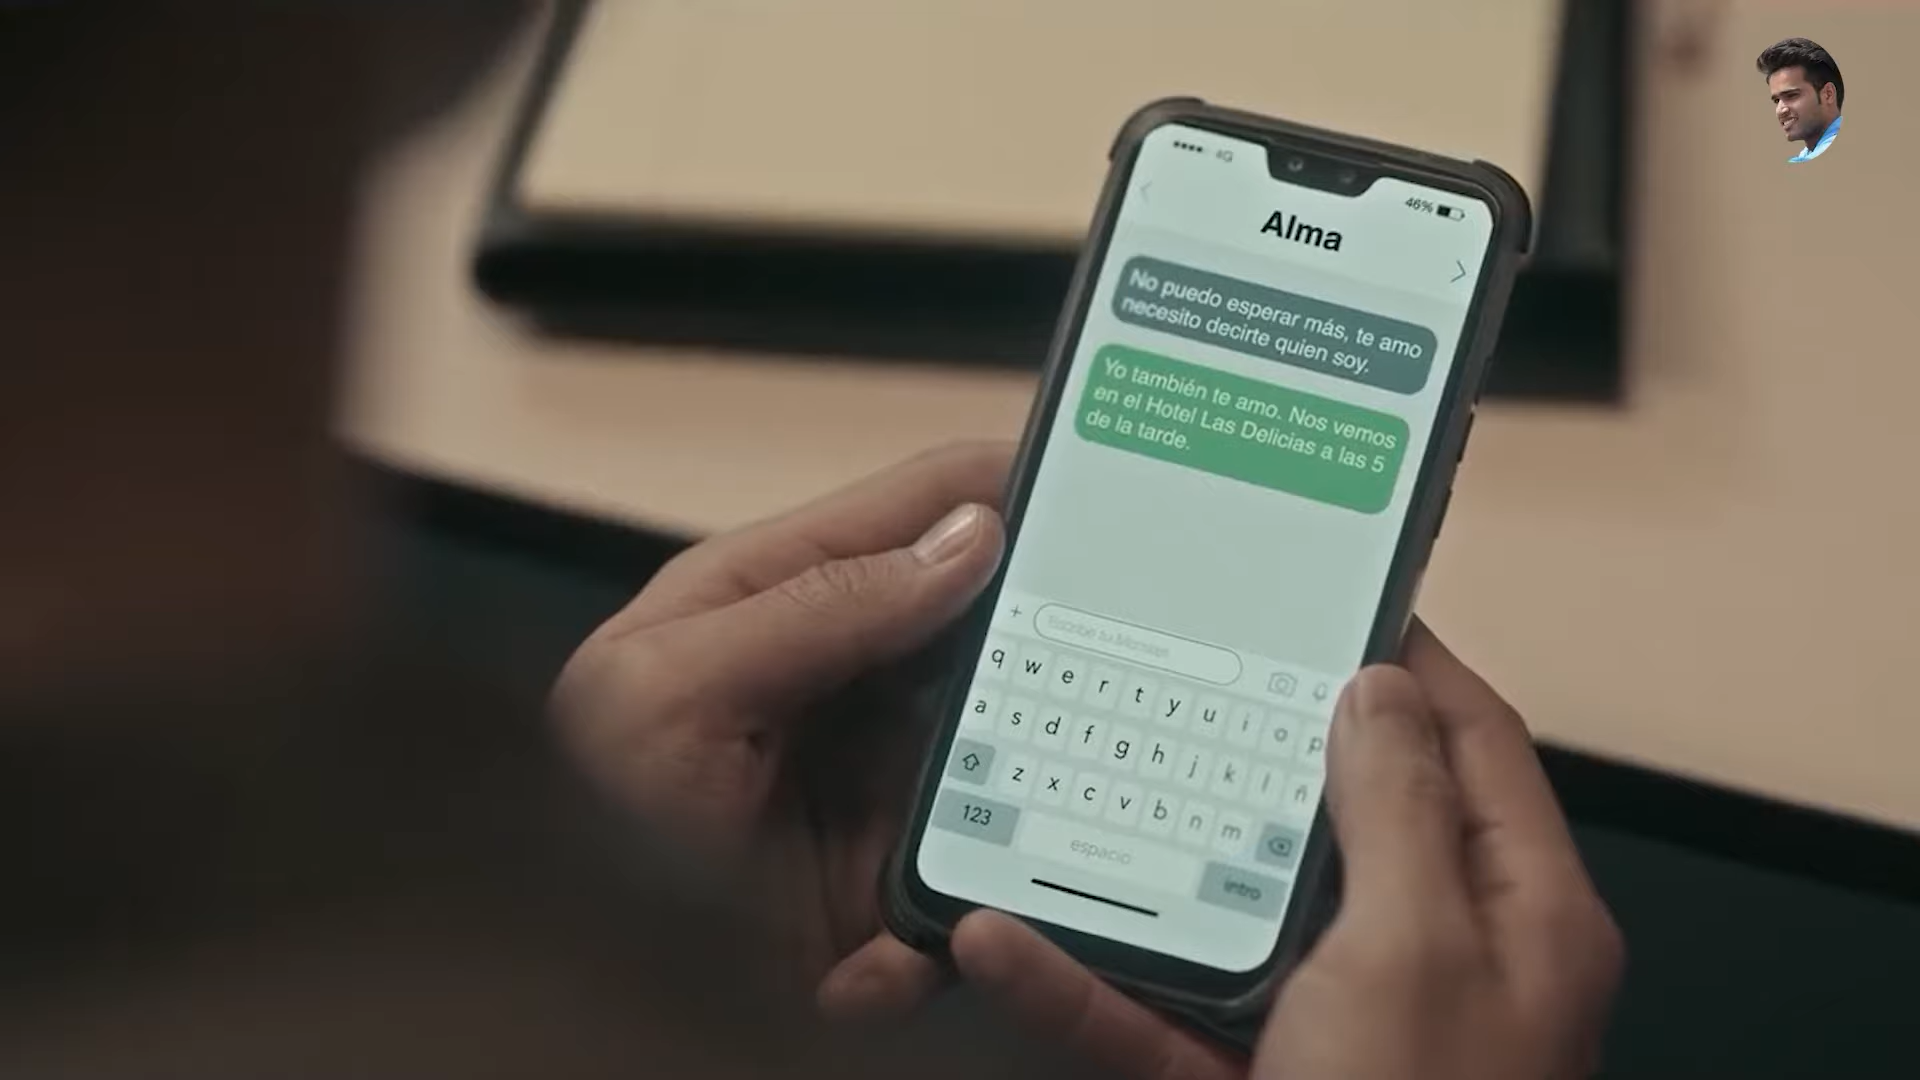 4G
46%
Alma
No puedo esperar más, te amo
necesito decirte quien soy.
Yo también te amo. Nos vemos
en el Hotel Las Delicias a las 5
de la tarde.
q w e r t y u i o p
a s d f g h j k l ñ
z x c v b n m
123
espacio
intro